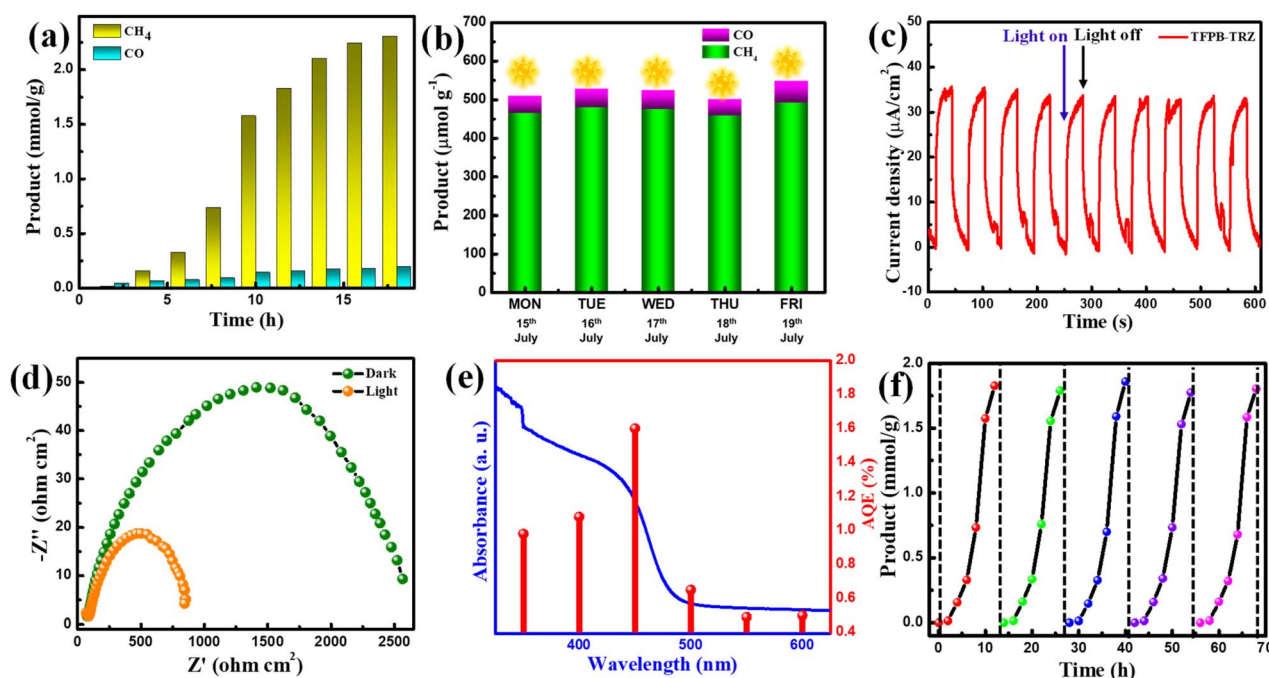 (a)
CH4
CO
Product (mmol/g)
2.0
1.5
1.0
0.5
0.0
5
10
15
Time (h)
(b)
CO
CH4
Product (μmol g-1)
700
600
500
400
300
200
100
0
MON TUE WED THU FRI
15th 16th 17th 18th 19th
July July July July July
(c)
Light on
Light off
TFPB-TRZ
Current density (μA/cm2)
50
40
30
20
10
0
-10
0 100 200 300 400 500 600
Time (s)
(d)
Dark
Light
-Z'' (ohm cm2)
50
40
30
20
10
0
0 500 1000 1500 2000 2500
Z' (ohm cm2)
(e)
Absorbance (a. u.)
AQE (%)
2.0
1.8
1.6
1.4
1.2
1.0
0.8
0.6
0.4
400 500 600
Wavelength (nm)
(f)
Product (mmol/g)
2.0
1.5
1.0
0.5
0.0
0 10 20 30 40 50 60 70
Time (h)